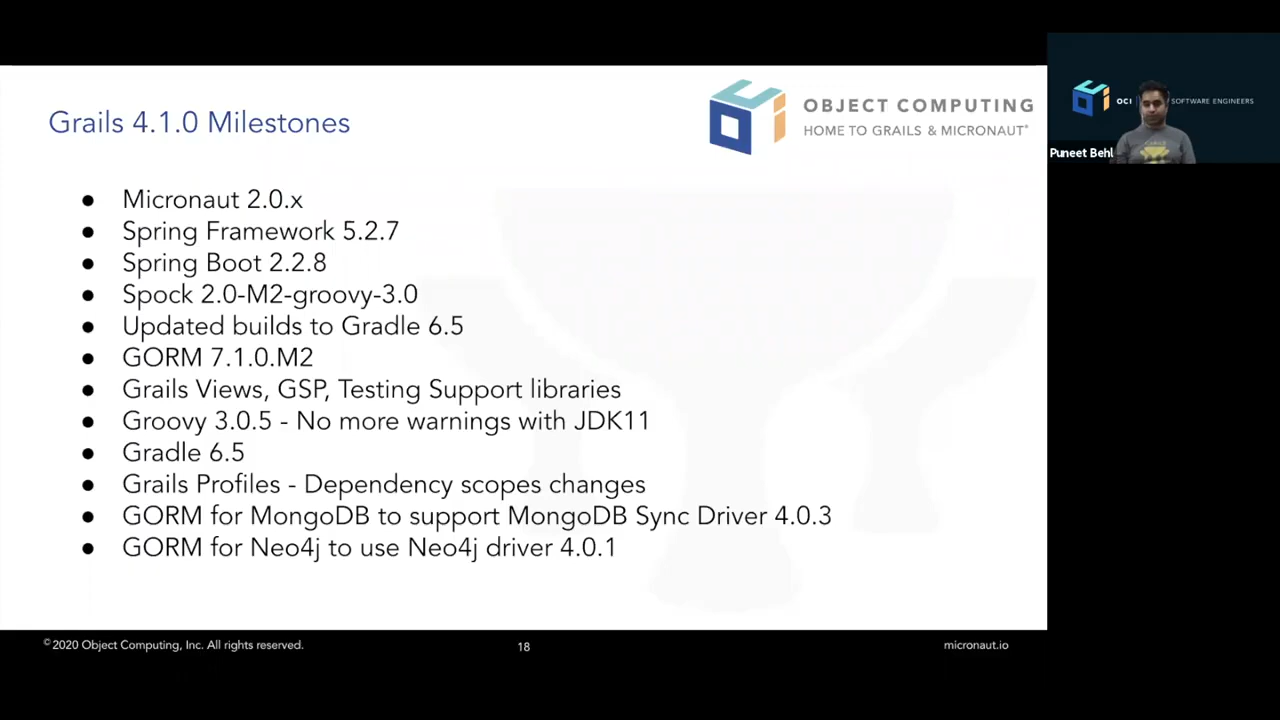 Grails 4.1.0 Milestones
OBJECT COMPUTING
HOME TO GRAILS & MICRONAUT®
● Micronaut 2.0.x
● Spring Framework 5.2.7
● Spring Boot 2.2.8
● Spock 2.0-M2-groovy-3.0
● Updated builds to Gradle 6.5
● GORM 7.1.0.M2
● Grails Views, GSP, Testing Support libraries
● Groovy 3.0.5 - No more warnings with JDK11
● Gradle 6.5
● Grails Profiles - Dependency scopes changes
● GORM for MongoDB to support MongoDB Sync Driver 4.0.3
● GORM for Neo4j to use Neo4j driver 4.0.1
© 2020 Object Computing, Inc. All rights reserved.
18
micronaut.io
OCI | SOFTWARE ENGINEERS
Puneet Behl